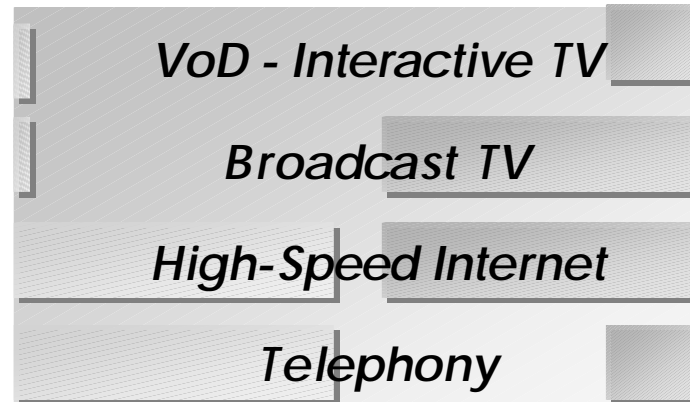 VoD - Interactive TV
Broadcast TV
High-Speed Internet
Telephony